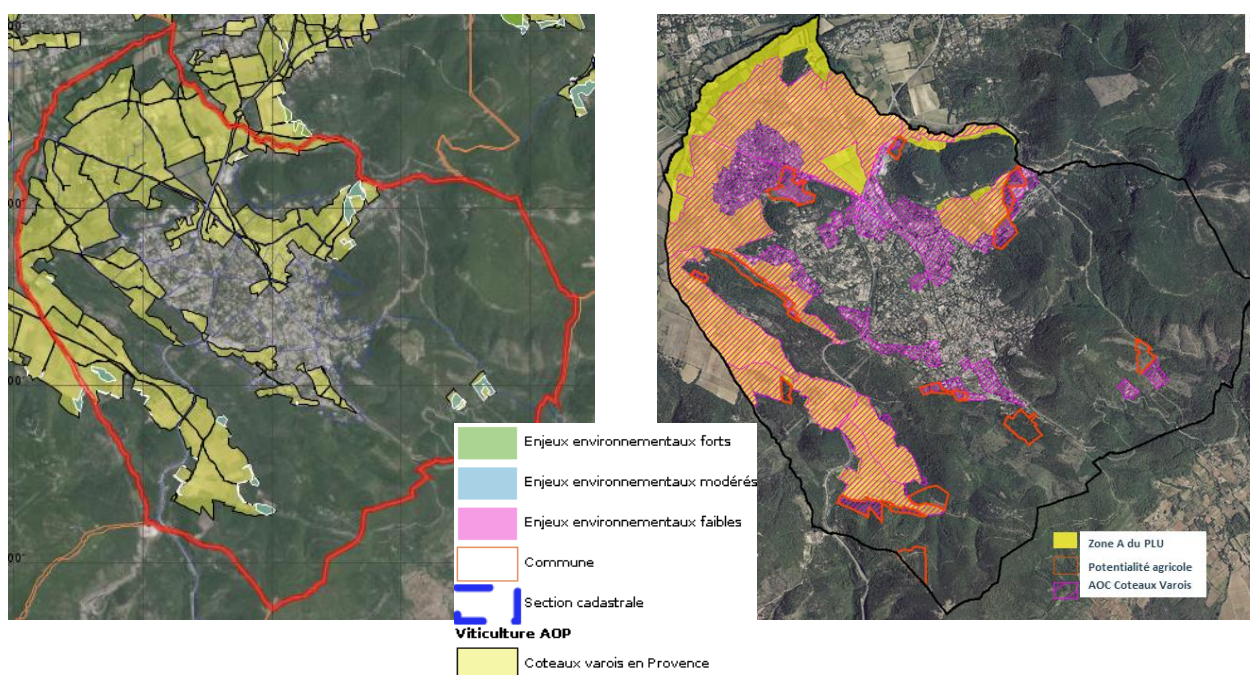 Enjeux environnementaux forts
Enjeux environnementaux modérés
Enjeux environnementaux faibles
Commune
Section cadastrale
Viticulture AOP
Coteaux varois en Provence
Zone A du PLU
Potentialité agricole
AOC Coteaux Varois